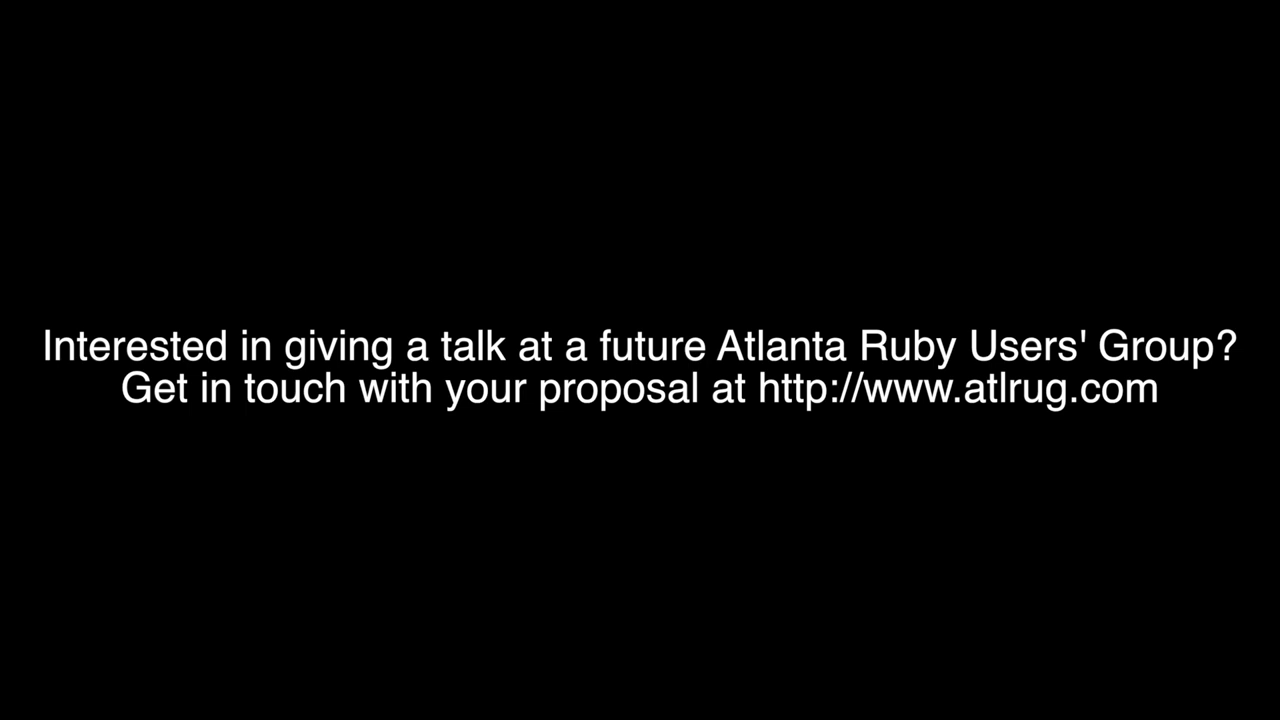 Interested in giving a talk at a future Atlanta Ruby Users' Group?
Get in touch with your proposal at http://www.atlrug.com